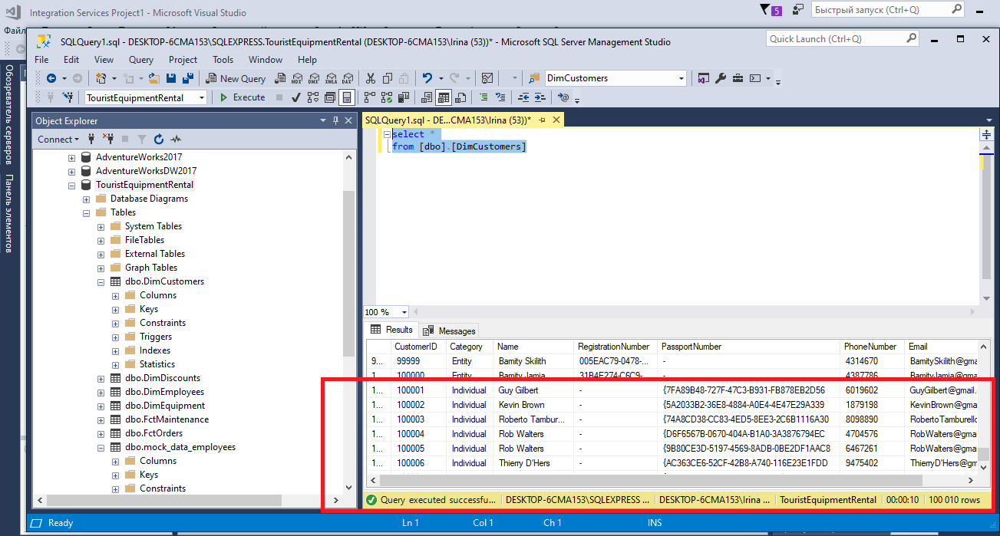 Integration Services Project1 - Microsoft Visual Studio
5
Быстрый запуск (Ctrl+Q)
Файл
SQLQuery1.sql - DESKTOP-6CMA153\SQLEXPRESS.TouristEquipmentRental (DESKTOP-6CMA153\Irina (53))* - Microsoft SQL Server Management Studio
Quick Launch (Ctrl+Q)
File Edit View Query Project Tools Window Help
New Query MDX DMX XMLA DAX DimCustomers
TouristEquipmentRental Execute
Обозреватель серверов
Панель элементов
Object Explorer
Connect
AdventureWorks2017
AdventureWorksDW2017
TouristEquipmentRental
Database Diagrams
Tables
System Tables
FileTables
External Tables
Graph Tables
dbo.DimCustomers
Columns
Keys
Constraints
Triggers
Indexes
Statistics
dbo.DimDiscounts
dbo.DimEmployees
dbo.DimEquipment
dbo.FctMaintenance
dbo.FctOrders
dbo.mock_data_employees
Columns
Keys
Constraints
SQLQuery1.sql - DE...CMA153\Irina (53))*
select *
from [dbo].[DimCustomers]
100 %
Results Messages
CustomerID Category Name RegistrationNumber PassportNumber PhoneNumber Email
9... 99999 Entity Bamity Skilith 005EAC79-0478-... - 4314670 BamitySkilith@gma
1... 100000 Entity Bamity Jamia 31B4E274-C6C9- - 4387786 BamityJamia@gma
1... 100001 Individual Guy Gilbert - {7FA89B48-727F-47C3-B931-FB878EB2D56 6019602 GuyGilbert@gmail.
1... 100002 Individual Kevin Brown - {5A2033B2-36E8-4884-A0E4-4E47E29A339 1879198 KevinBrown@gma
1... 100003 Individual Roberto Tambur... - {74A8CD38-CC83-4ED5-8EE3-2C6B1116A30 8098890 RobertoTamburello
1... 100004 Individual Rob Walters - {D6F6567B-0670-404A-B1A0-3A3876794EC 4704576 RobWalters@gma
1... 100005 Individual Rob Walters - {9B80CE3D-5197-4569-8ADB-0BE2DF1AAC8 6467261 RobWalters@gma
1... 100006 Individual Thierry D'Hers - {AC363CE6-52CF-42B8-A740-116E23E1FDD 9475402 ThierryD'Hers@gm
Query executed successfu... DESKTOP-6CMA153\SQLEXPRESS ... DESKTOP-6CMA153\Irina ... TouristEquipmentRental 00:00:10 100 010 rows
Ready Ln 1 Col 1 Ch 1 INS